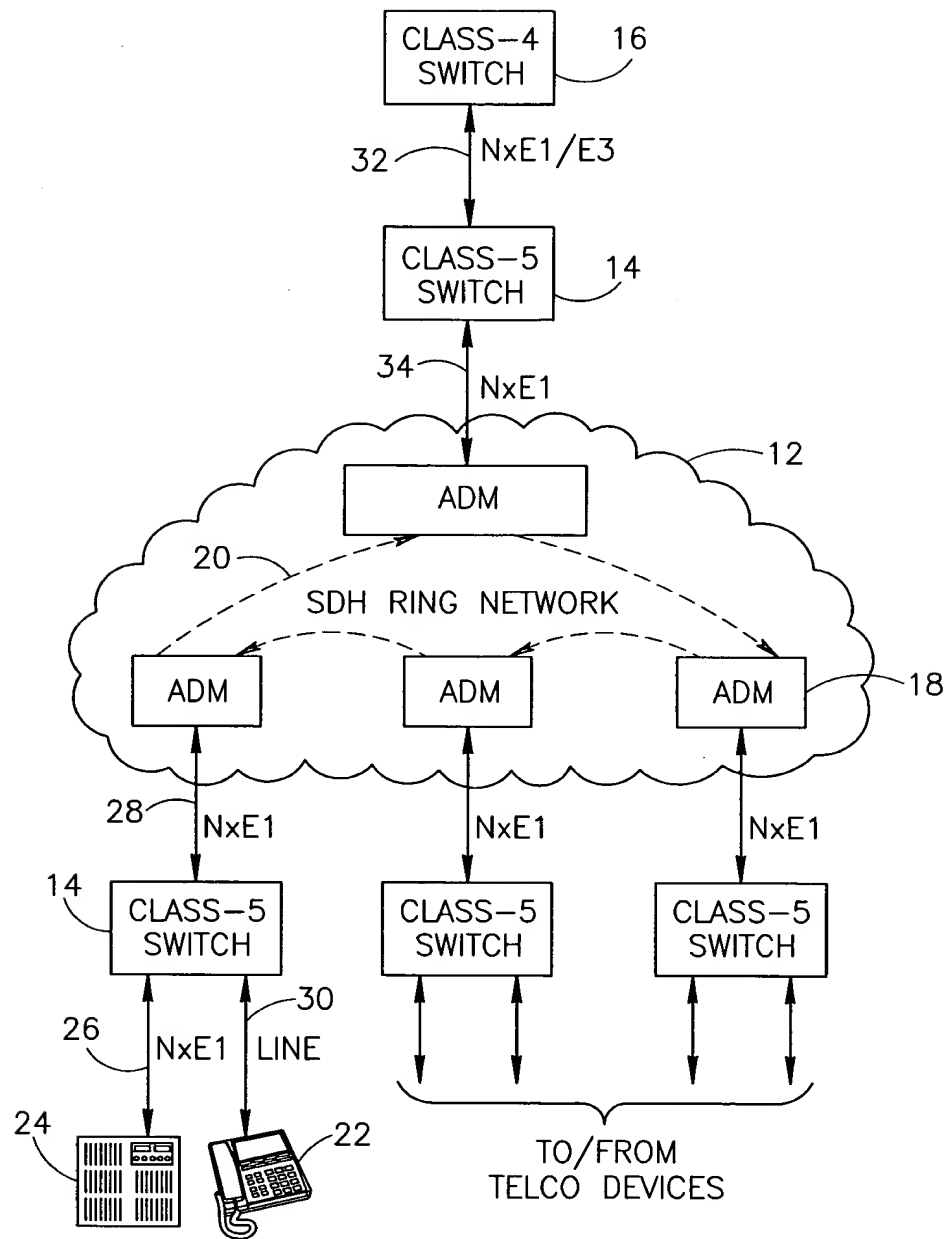 CLASS-4
SWITCH
16
32
NxE1/E3
CLASS-5
SWITCH
14
34
NxE1
12
ADM
20
SDH RING NETWORK
ADM
ADM
ADM
18
28
NxE1
NxE1
NxE1
14
CLASS-5
SWITCH
CLASS-5
SWITCH
CLASS-5
SWITCH
30
26
NxE1
LINE
24
22
TO/FROM
TELCO DEVICES